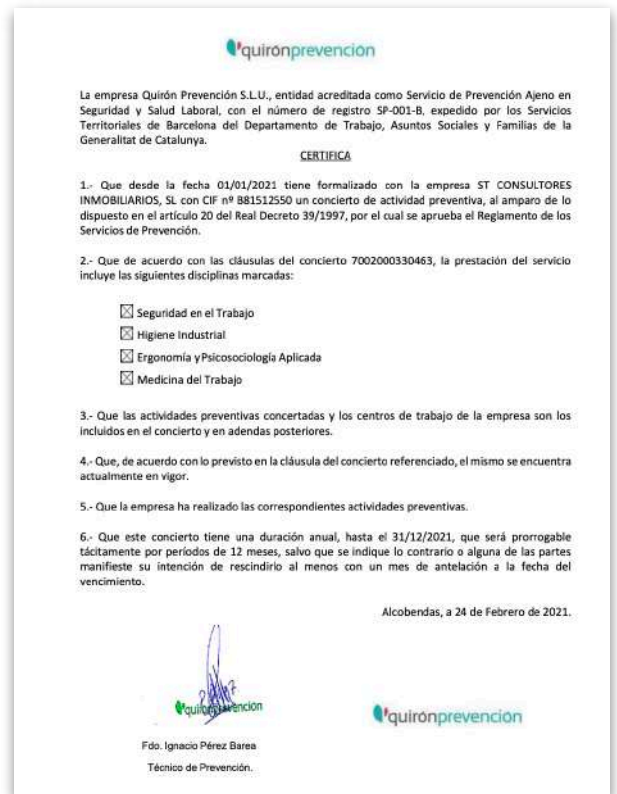 quirónprevención
La empresa Quirón Prevención S.L.U., entidad acreditada como Servicio de Prevención Ajeno en
Seguridad y Salud Laboral, con el número de registro SP-001-B, expedido por los Servicios
Territoriales de Barcelona del Departamento de Trabajo, Asuntos Sociales y Familias de la
Generalitat de Catalunya.
CERTIFICA
1.- Que desde la fecha 01/01/2021 tiene formalizado con la empresa ST CONSULTORES
INMOBILIARIOS, SL con CIF nº B81512550 un concierto de actividad preventiva, al amparo de lo
dispuesto en el artículo 20 del Real Decreto 39/1997, por el cual se aprueba el Reglamento de los
Servicios de Prevención.
2.- Que de acuerdo con las cláusulas del concierto 7002000330463, la prestación del servicio
incluye las siguientes disciplinas marcadas:
Seguridad en el Trabajo
Higiene Industrial
Ergonomía y Psicosociología Aplicada
Medicina del Trabajo
3.- Que las actividades preventivas concertadas y los centros de trabajo de la empresa son los
incluidos en el concierto y en adendas posteriores.
4.- Que, de acuerdo con lo previsto en la cláusula del concierto referenciado, el mismo se encuentra
actualmente en vigor.
5.- Que la empresa ha realizado las correspondientes actividades preventivas.
6.- Que este concierto tiene una duración anual, hasta el 31/12/2021, que será prorrogable
tácitamente por períodos de 12 meses, salvo que se indique lo contrario o alguna de las partes
manifieste su intención de rescindirlo al menos con un mes de antelación a la fecha del
vencimiento.
Alcobendas, a 24 de Febrero de 2021.
quirónprevención
quirónprevención
Fdo. Ignacio Pérez Barea
Técnico de Prevención.